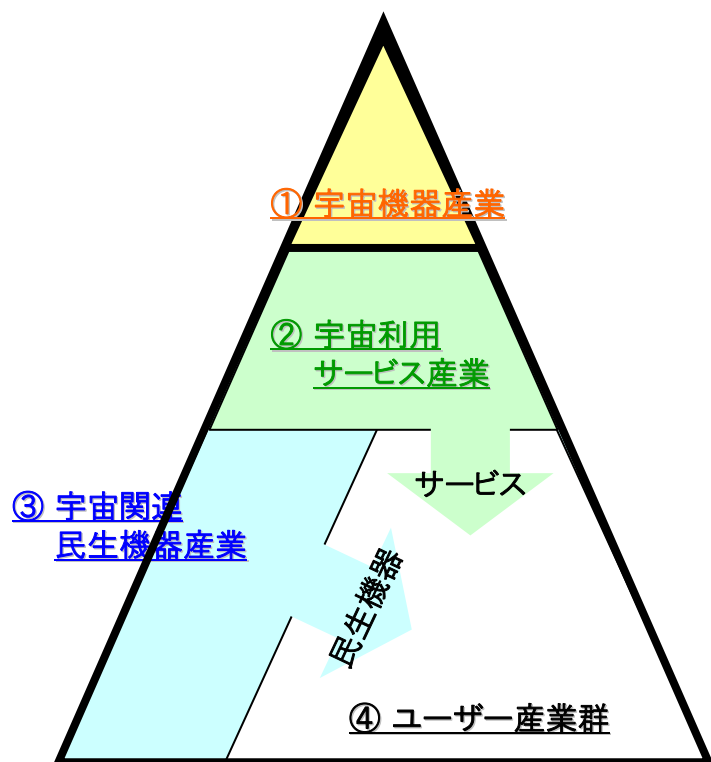 ① 宇宙機器産業
② 宇宙利用
サービス産業
サービス
③ 宇宙関連
民生機器産業
民生機器
④ ユーザー産業群